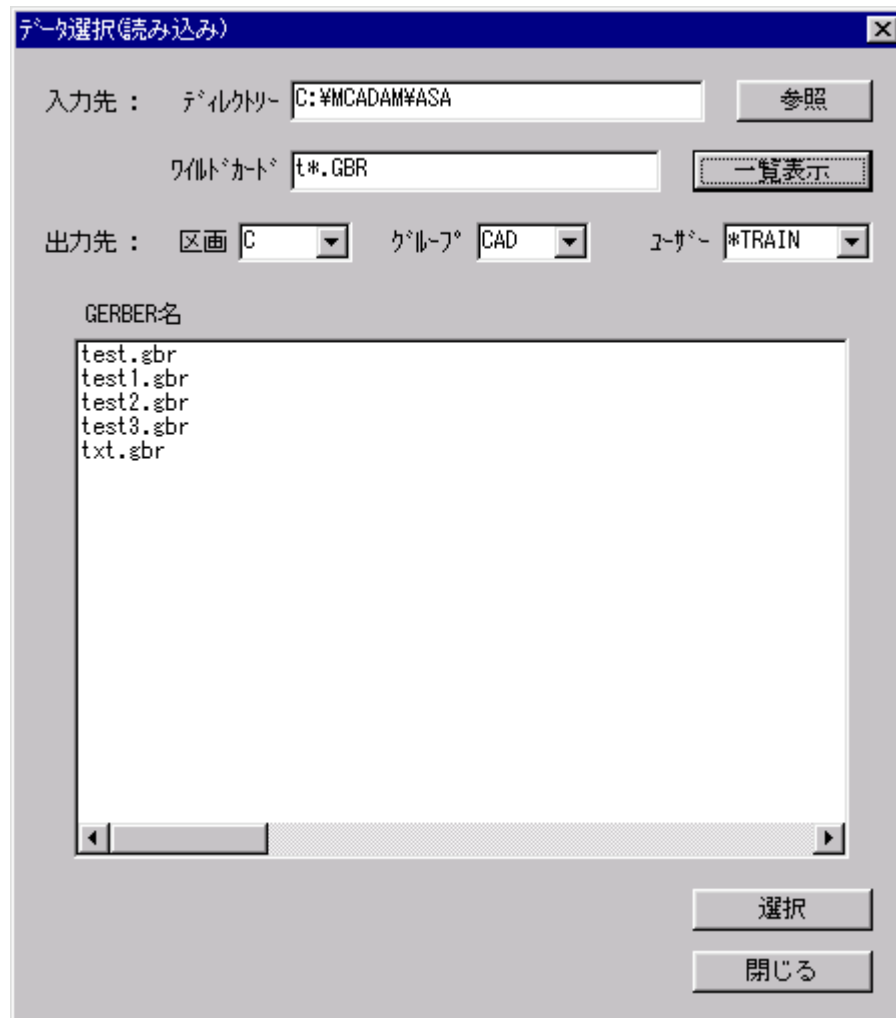 ﾃﾞｰﾀ選択(読み込み)
入力先： ﾃﾞｨﾚｸﾄﾘｰ C:¥MCADAM¥ASA 参照
ﾜｲﾙﾄﾞｶｰﾄﾞ t*.GBR 一覧表示
出力先： 区画 C ｸﾞﾙｰﾌﾟ CAD ﾕｰｻﾞｰ *TRAIN
GERBER名
test.gbr
test1.gbr
test2.gbr
test3.gbr
txt.gbr
選択
閉じる